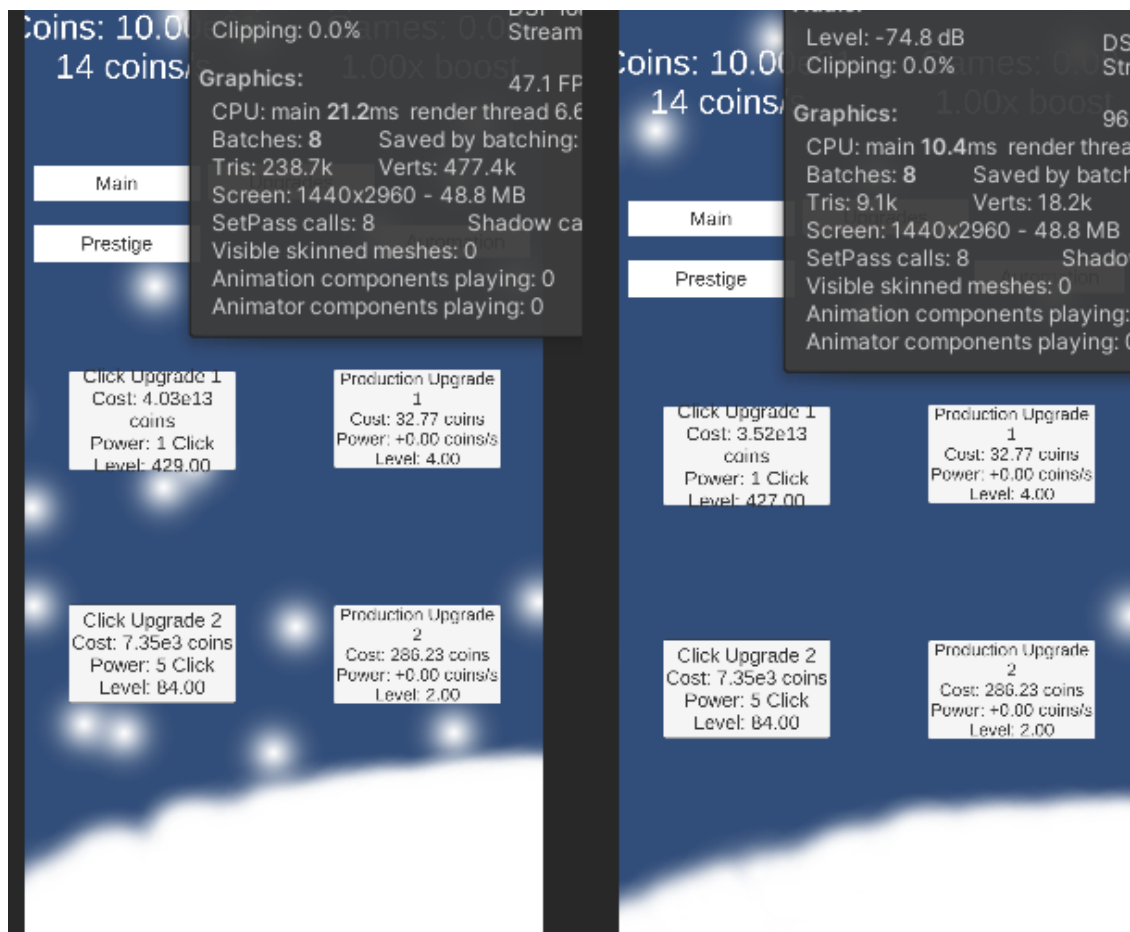 Coins: 10.00
14 coins/s
1.00x boost
Clipping: 0.0%
Stream
Graphics:
47.1 FP
CPU: main 21.2ms render thread 6.6
Batches: 8 Saved by batching:
Tris: 238.7k Verts: 477.4k
Screen: 1440x2960 - 48.8 MB
SetPass calls: 8 Shadow ca
Visible skinned meshes: 0
Animation components playing: 0
Animator components playing: 0
Main
Prestige
Automation
Click Upgrade 1
Cost: 4.03e13
coins
Power: 1 Click
Level: 429.00
Production Upgrade
1
Cost: 32.77 coins
Power: +0.00 coins/s
Level: 4.00
Click Upgrade 2
Cost: 7.35e3 coins
Power: 5 Click
Level: 84.00
Production Upgrade
2
Cost: 286.23 coins
Power: +0.00 coins/s
Level: 2.00
Coins: 10.00
14 coins/s
1.00x boost
Audio:
Level: -74.8 dB
DS
Clipping: 0.0%
Str
Graphics:
96.
CPU: main 10.4ms render threa
Batches: 8 Saved by batch
Tris: 9.1k Verts: 18.2k
Screen: 1440x2960 - 48.8 MB
SetPass calls: 8 Shadow
Visible skinned meshes: 0
Animation components playing:
Animator components playing: 0
Main
Upgrades
Prestige
Automation
Click Upgrade 1
Cost: 3.52e13
coins
Power: 1 Click
Level: 427.00
Production Upgrade
1
Cost: 32.77 coins
Power: +0.00 coins/s
Level: 4.00
Click Upgrade 2
Cost: 7.35e3 coins
Power: 5 Click
Level: 84.00
Production Upgrade
2
Cost: 286.23 coins
Power: +0.00 coins/s
Level: 2.00